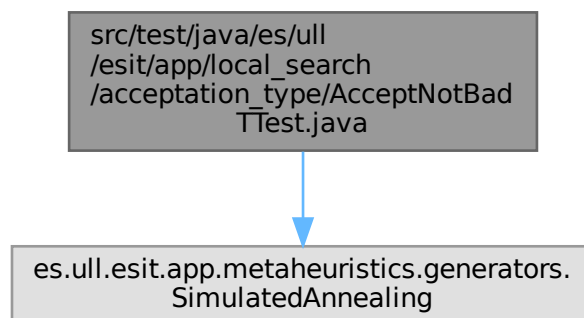 src/test/java/es/ull
/esit/app/local_search
/acceptation_type/AcceptNotBad
TTest.java
es.ull.esit.app.metaheuristics.generators.
SimulatedAnnealing